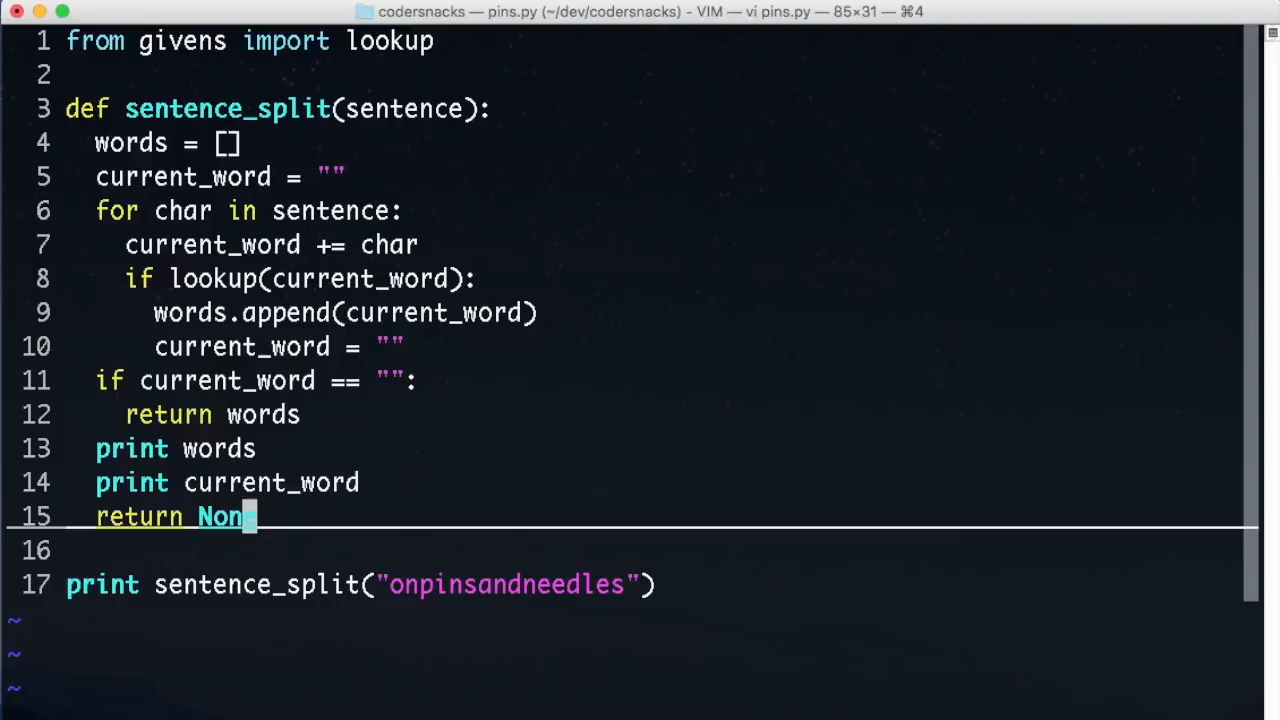 codersnacks — pins.py (~/dev/codersnacks) - VIM — vi pins.py — 85×31 — ⌘4
1 from givens import lookup
2
3 def sentence_split(sentence):
4   words = []
5   current_word = ""
6   for char in sentence:
7     current_word += char
8     if lookup(current_word):
9       words.append(current_word)
10       current_word = ""
11   if current_word == "":
12     return words
13   print words
14   print current_word
15   return None
16
17 print sentence_split("onpinsandneedles")
~
~
~